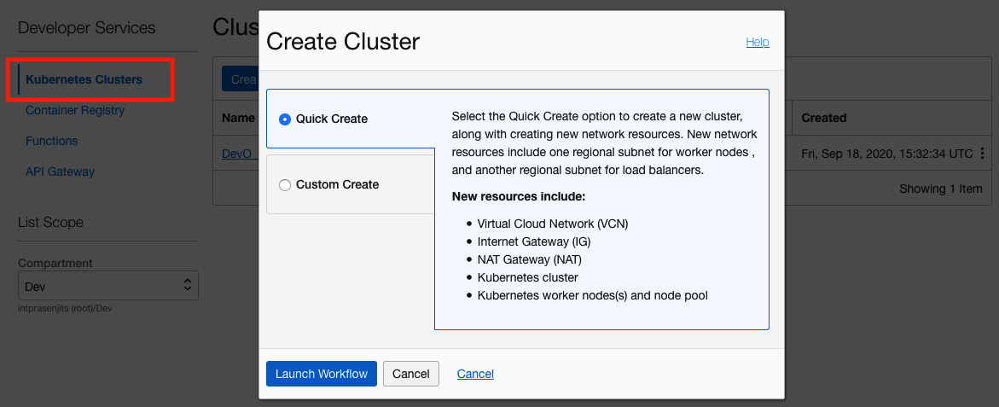 Developer Services
Kubernetes Clusters
Container Registry
Functions
API Gateway
List Scope
Compartment
Dev
intprasenjits (root)/Dev
Clus
Crea
Name
DevO
Create Cluster
Help
Quick Create
Custom Create
Select the Quick Create option to create a new cluster,
along with creating new network resources. New network
resources include one regional subnet for worker nodes ,
and another regional subnet for load balancers.
New resources include:
• Virtual Cloud Network (VCN)
• Internet Gateway (IG)
• NAT Gateway (NAT)
• Kubernetes cluster
• Kubernetes worker nodes(s) and node pool
Launch Workflow
Cancel
Cancel
Created
Fri, Sep 18, 2020, 15:32:34 UTC
Showing 1 Item